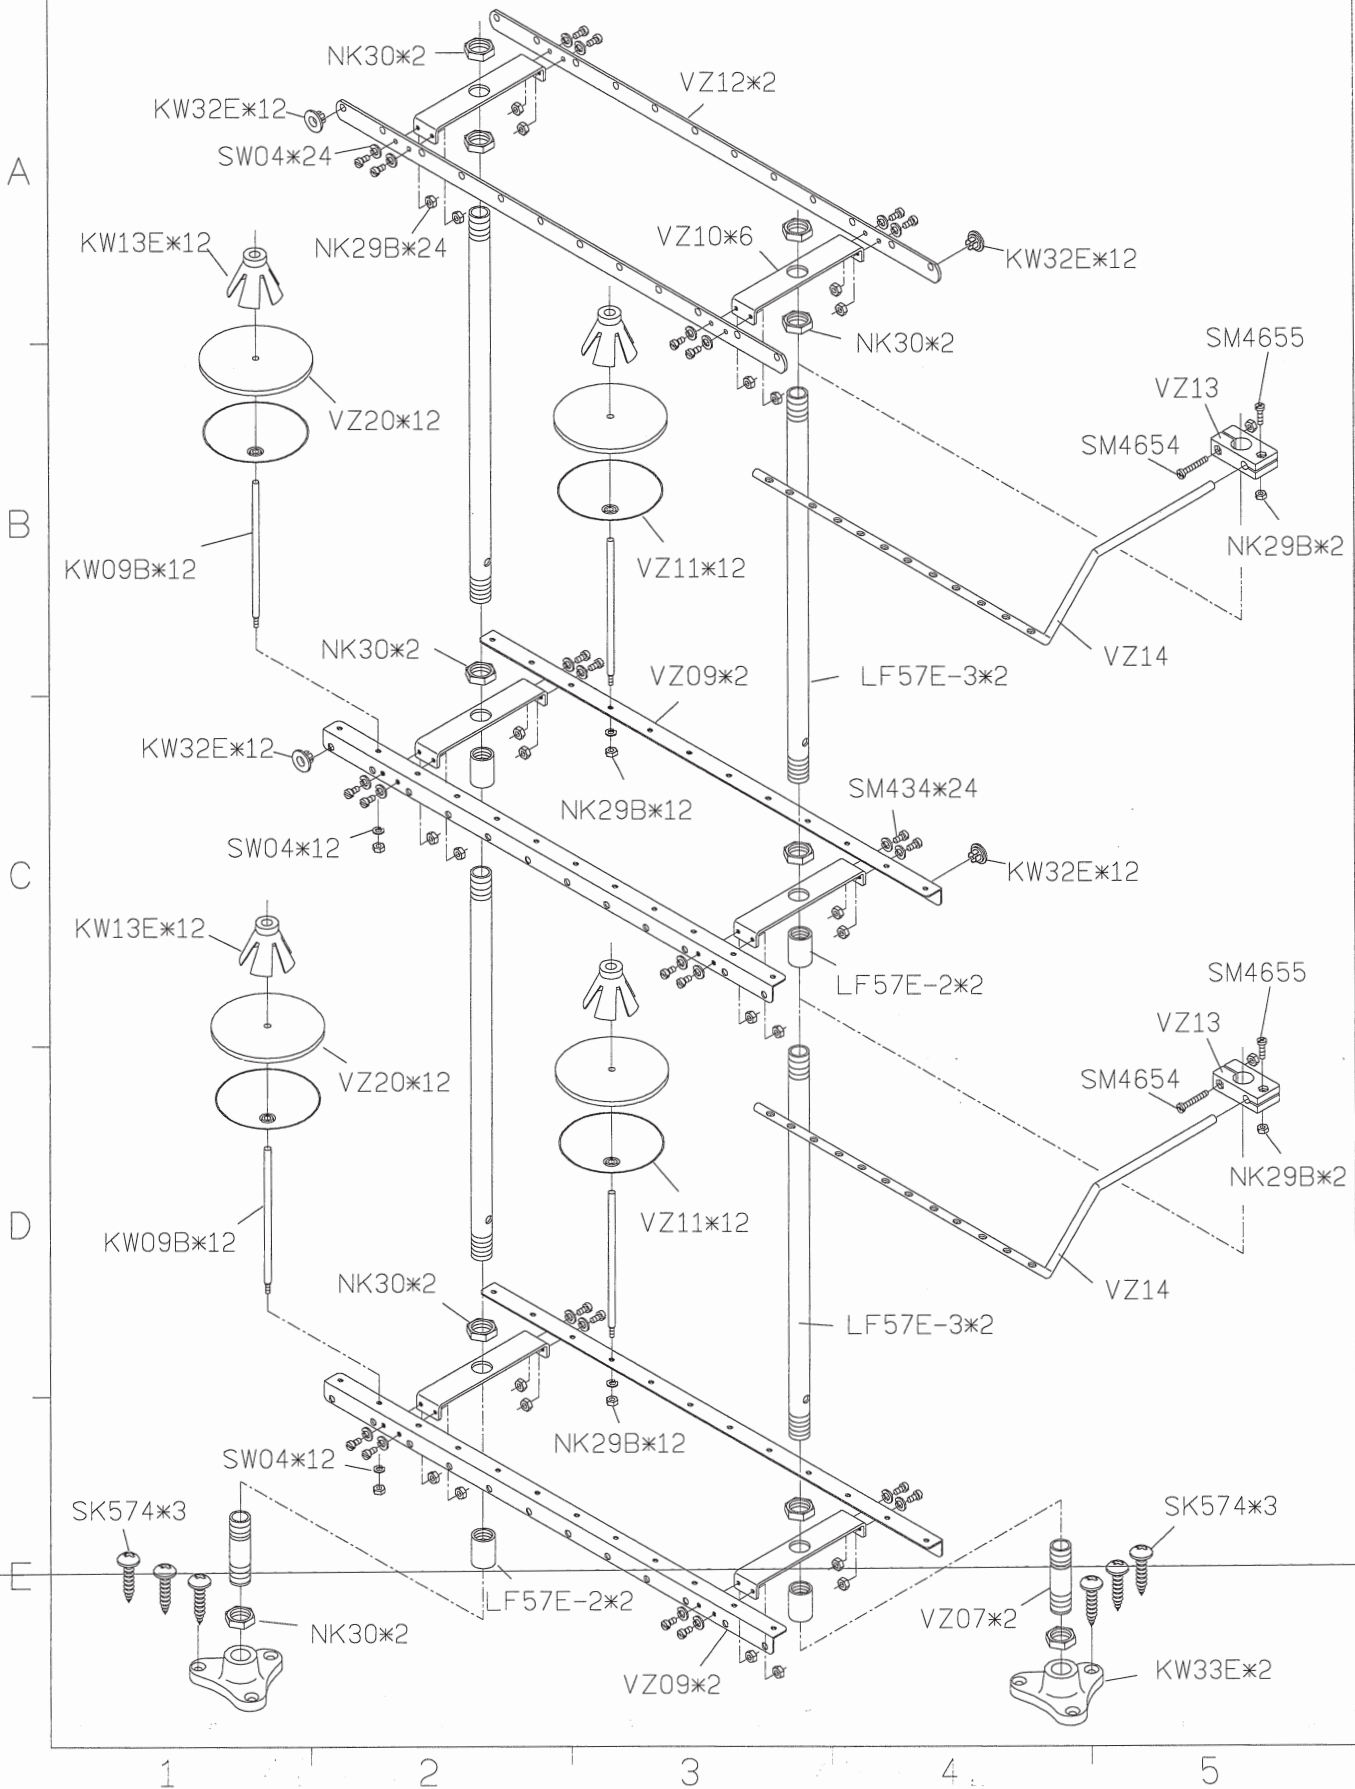 NK30*2
VZ12*2
KW32E*12
SW04*24
A
NK29B*24
KW13E*12
VZ10*6
KW32E*12
NK30*2
SM4655
VZ13
VZ20*12
SM4654
B
NK29B*2
KW09B*12
VZ11*12
NK30*2
VZ14
VZ09*2
LF57E-3*2
KW32E*12
SM434*24
NK29B*12
SW04*12
KW32E*12
C
KW13E*12
LF57E-2*2
SM4655
VZ13
VZ20*12
SM4654
NK29B*2
VZ11*12
D
KW09B*12
NK30*2
VZ14
LF57E-3*2
NK29B*12
SW04*12
SK574*3
SK574*3
E
LF57E-2*2
VZ07*2
NK30*2
KW33E*2
VZ09*2
1
2
3
4
5